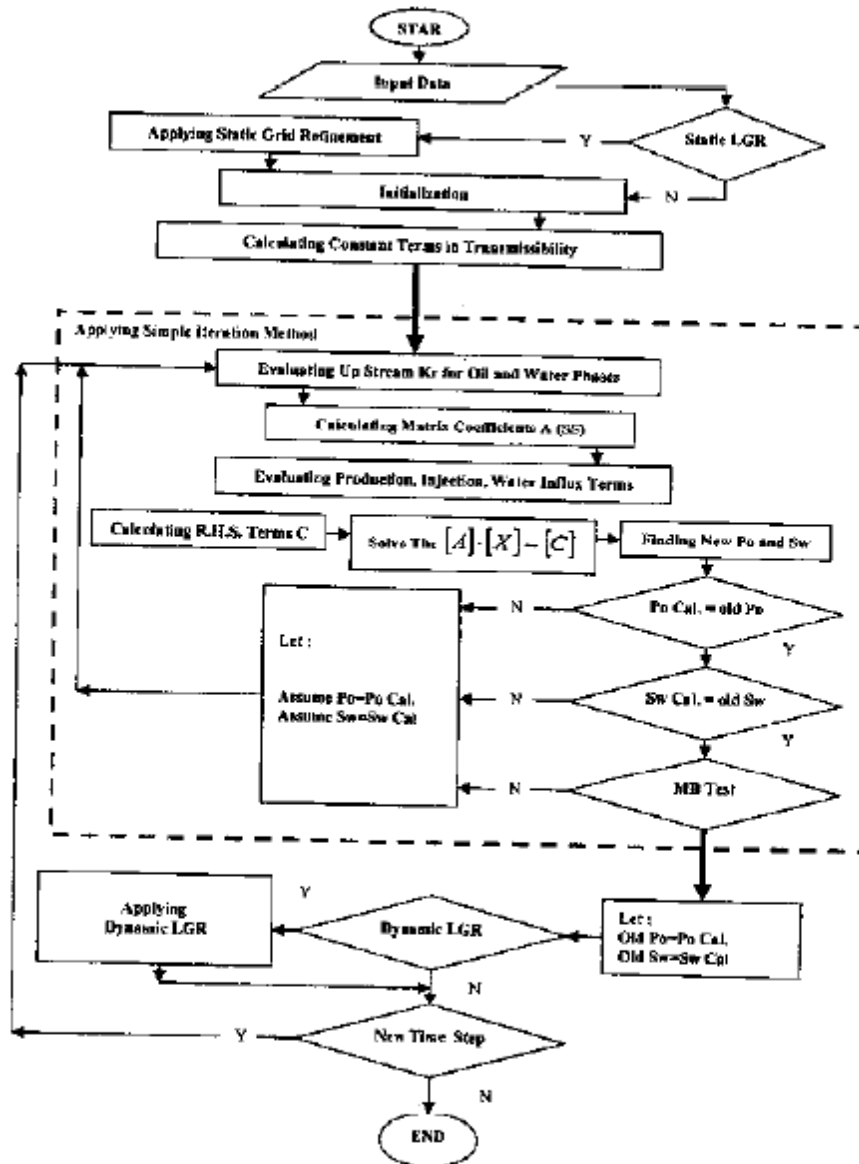 STAR
Input Data
Static LGR
Y
Applying Static Grid Refinement
N
Initialization
Calculating Constant Terms in Transmissibility
Applying Simple Iteration Method
Evaluating Up Stream Kr for Oil and Water Phases
Calculating Matrix Coefficients A (SS)
Evaluating Production, Injection, Water Influx Terms
Calculating R.H.S. Terms C
Solve The [A]·[X]=[C]
Finding New Po and Sw
Po Cal. = old Po
N
Y
Let :
Assume Po=Po Cal.
Assume Sw=Sw Cal
Sw Cal. = old Sw
N
Y
MB Test
N
Let :
Old Po=Po Cal.
Old Sw=Sw Cal
Dynamic LGR
Y
Applying
Dynamic LGR
N
New Time Step
Y
N
END